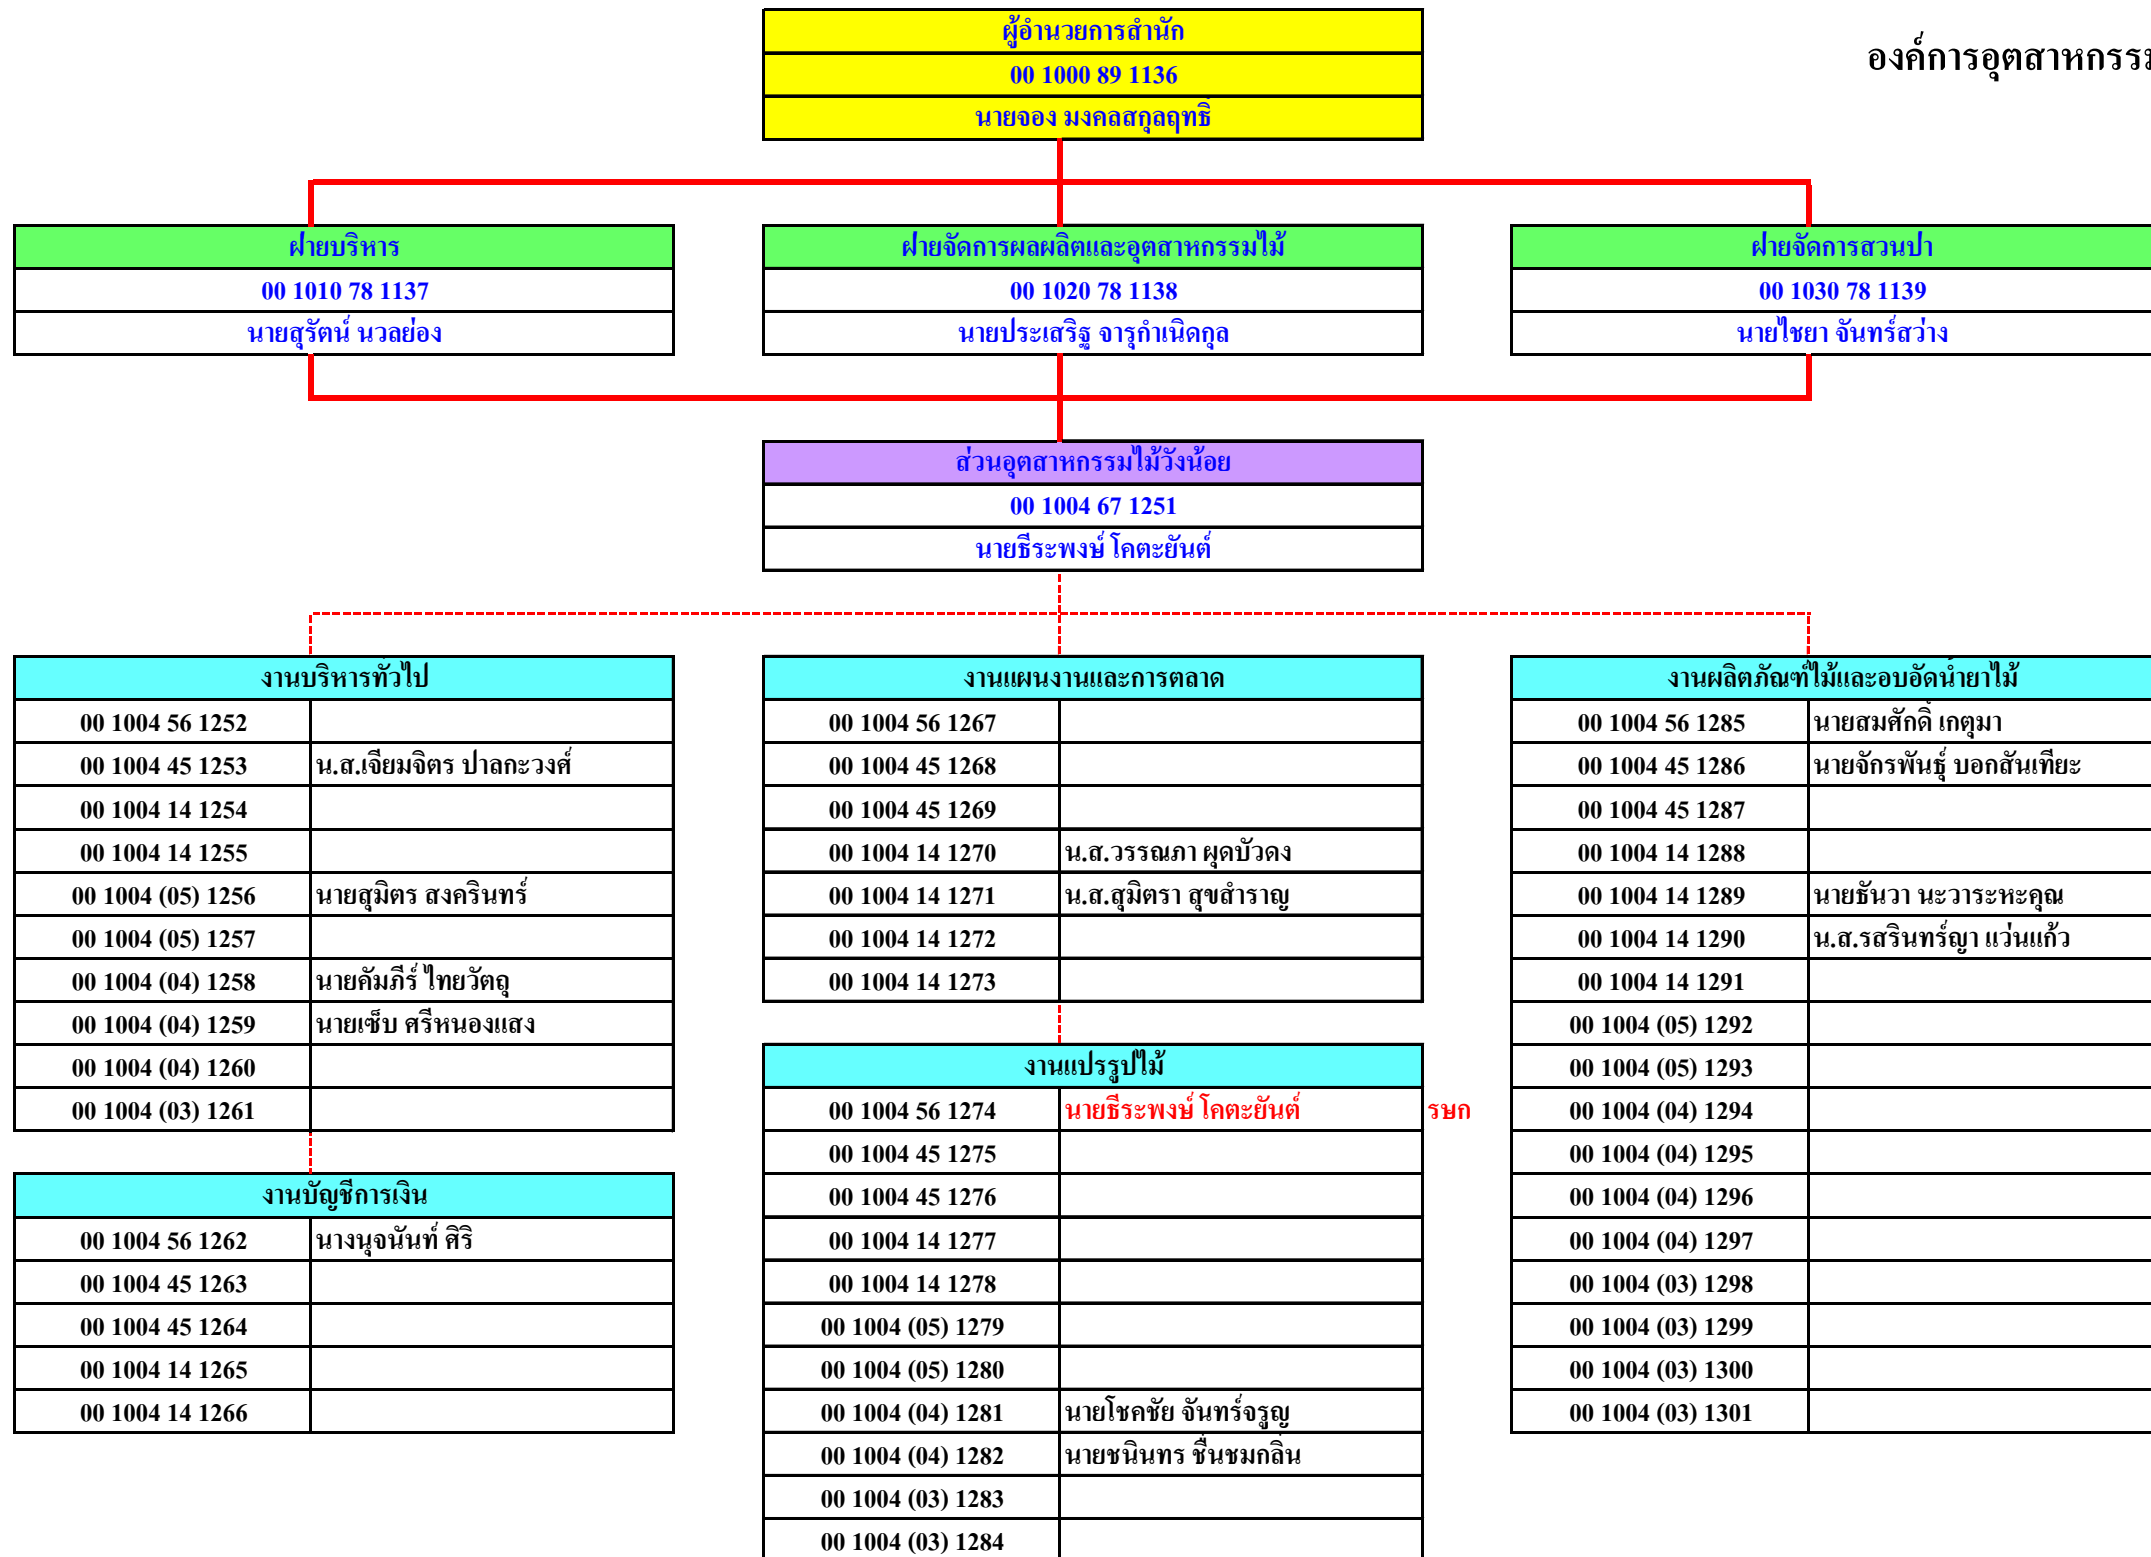 ผู้อำนวยการสำนัก
00 1000 89 1136
นายจอง มงคลสกุลฤทธิ์
องค์การอุตสาหกรรม
ฝ่ายบริหาร
00 1010 78 1137
นายสุรัตน์ นวลย่อง
ฝ่ายจัดการผลผลิตและอุตสาหกรรมไม้
00 1020 78 1138
นายประเสริฐ จารุกำเนิดกุล
ฝ่ายจัดการสวนป่า
00 1030 78 1139
นายไชยา จันทร์สว่าง
ส่วนอุตสาหกรรมไม้วังน้อย
00 1004 67 1251
นายธีระพงษ์ โคตะยันต์
งานบริหารทั่วไป
00 1004 56 1252
00 1004 45 1253 น.ส.เจียมจิตร ปาลกะวงศ์
00 1004 14 1254
00 1004 14 1255
00 1004 (05) 1256 นายสุมิตร สงครินทร์
00 1004 (05) 1257
00 1004 (04) 1258 นายคัมภีร์ ไทยวัตถุ
00 1004 (04) 1259 นายเซ็บ ศรีหนองแสง
00 1004 (04) 1260
00 1004 (03) 1261
งานบัญชีการเงิน
00 1004 56 1262 นางนุจนันท์ ศิริ
00 1004 45 1263
00 1004 45 1264
00 1004 14 1265
00 1004 14 1266
งานแผนงานและการตลาด
00 1004 56 1267
00 1004 45 1268
00 1004 45 1269
00 1004 14 1270 น.ส.วรรณภา ผุดบัวดง
00 1004 14 1271 น.ส.สุมิตรา สุขสำราญ
00 1004 14 1272
00 1004 14 1273
งานแปรรูปไม้
00 1004 56 1274 นายธีระพงษ์ โคตะยันต์ รษก
00 1004 45 1275
00 1004 45 1276
00 1004 14 1277
00 1004 14 1278
00 1004 (05) 1279
00 1004 (05) 1280
00 1004 (04) 1281 นายโชคชัย จันทร์จรูญ
00 1004 (04) 1282 นายชนินทร ชื่นชมกลิ่น
00 1004 (03) 1283
00 1004 (03) 1284
งานผลิตภัณฑ์ไม้และอบอัดน้ำยาไม้
00 1004 56 1285 นายสมศักดิ์ เกตุมา
00 1004 45 1286 นายจักรพันธุ์ บอกสันเทียะ
00 1004 45 1287
00 1004 14 1288
00 1004 14 1289 นายธันวา นะวาระหะคุณ
00 1004 14 1290 น.ส.รสรินทร์ญา แว่นแก้ว
00 1004 14 1291
00 1004 (05) 1292
00 1004 (05) 1293
00 1004 (04) 1294
00 1004 (04) 1295
00 1004 (04) 1296
00 1004 (04) 1297
00 1004 (03) 1298
00 1004 (03) 1299
00 1004 (03) 1300
00 1004 (03) 1301